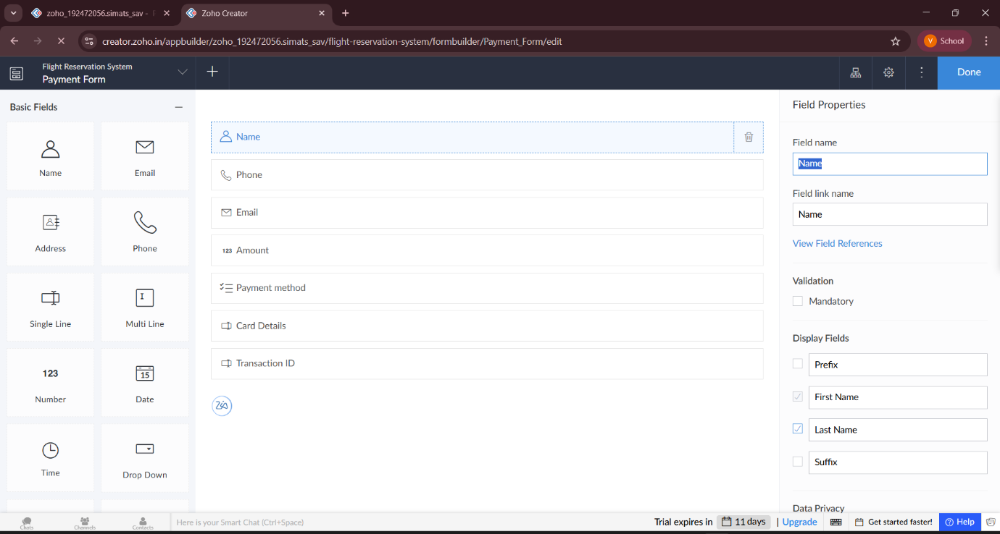 zoho_192472056.simats_sav -
Zoho Creator
creator.zoho.in/appbuilder/zoho_192472056.simats_sav/flight-reservation-system/formbuilder/Payment_Form/edit
V
School
Flight Reservation System
Payment Form
Done
Basic Fields
Name
Email
Address
Phone
Single Line
Multi Line
123
Number
15
Date
Time
Drop Down
Name
Phone
Email
123 Amount
Payment method
Card Details
Transaction ID
Zia
Field Properties
Field name
Name
Field link name
Name
View Field References
Validation
Mandatory
Display Fields
Prefix
First Name
Last Name
Suffix
Data Privacy
Chats
Channels
Contacts
Here is your Smart Chat (Ctrl+Space)
Trial expires in 11 days | Upgrade
Get started faster!
Help